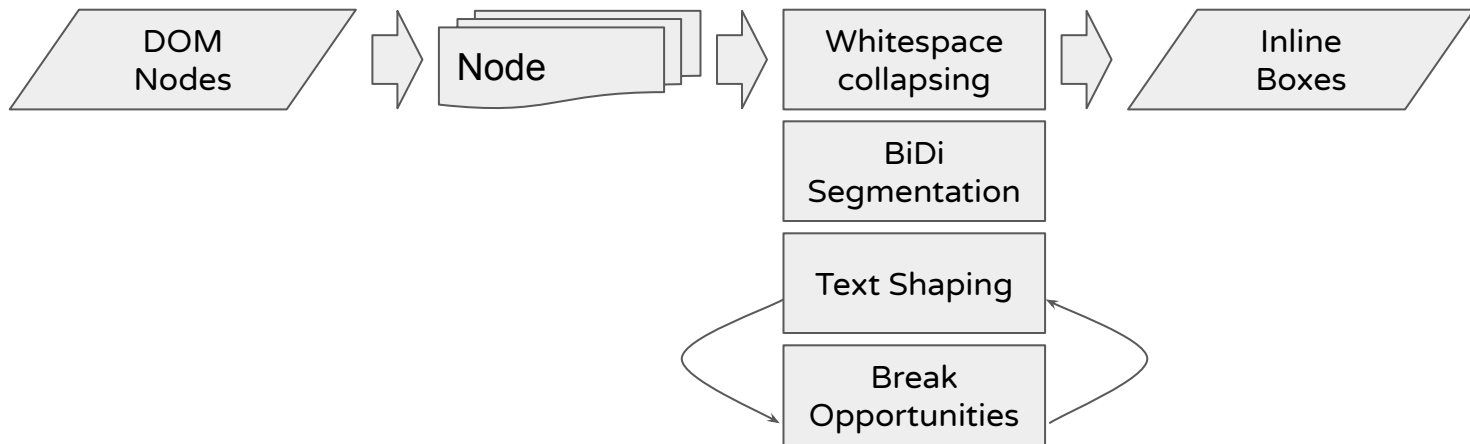 DOM
Nodes
Node
Whitespace
collapsing
Inline
Boxes
BiDi
Segmentation
Text Shaping
Break
Opportunities